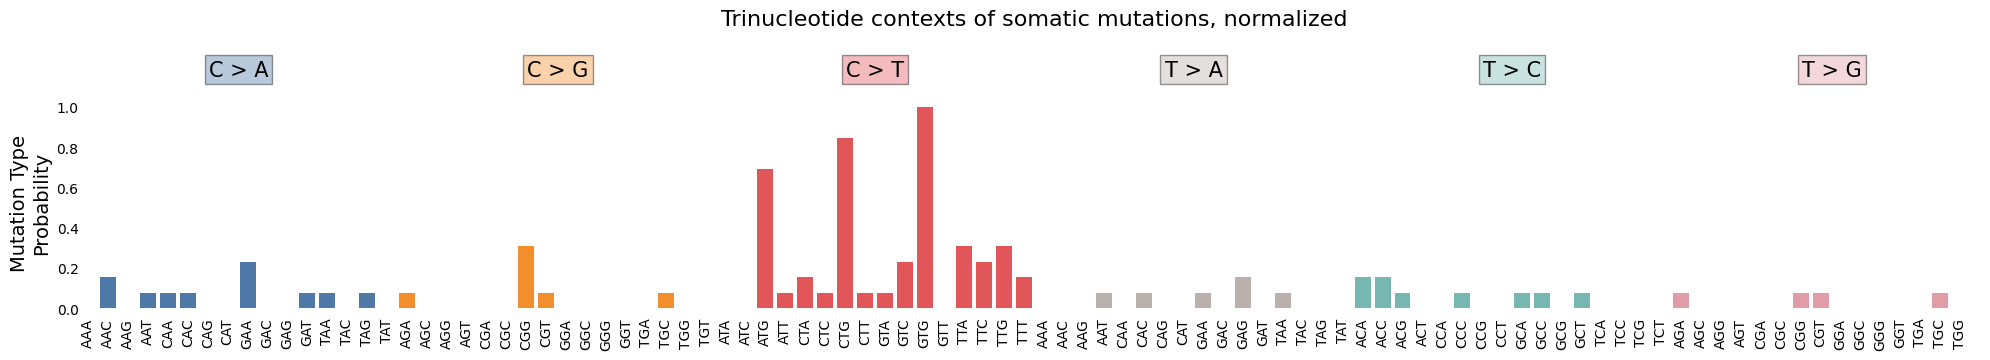 Trinucleotide contexts of somatic mutations, normalized
C > A
C > G
C > T
T > A
T > C
T > G
Mutation Type
Probability
1.0
0.8
0.6
0.4
0.2
0.0
AAA
AAC
AAG
AAT
CAA
CAC
CAG
CAT
GAA
GAC
GAG
GAT
TAA
TAC
TAG
TAT
AGA
AGC
AGG
AGT
CGA
CGC
CGG
CGT
GGA
GGC
GGG
GGT
TGA
TGC
TGG
TGT
ATA
ATC
ATG
ATT
CTA
CTC
CTG
CTT
GTA
GTC
GTG
GTT
TTA
TTC
TTG
TTT
AAA
AAC
AAG
AAT
CAA
CAC
CAG
CAT
GAA
GAC
GAG
GAT
TAA
TAC
TAG
TAT
ACA
ACC
ACG
ACT
CCA
CCC
CCG
CCT
GCA
GCC
GCG
GCT
TCA
TCC
TCG
TCT
AGA
AGC
AGG
AGT
CGA
CGC
CGG
CGT
GGA
GGC
GGG
GGT
TGA
TGC
TGG